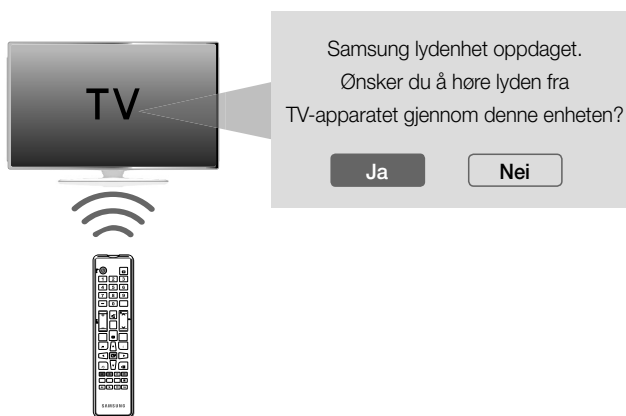 Samsung lydenhet oppdaget.
Ønsker du å høre lyden fra
TV-apparatet gjennom denne enheten?
Ja Nei
TV
SAMSUNG